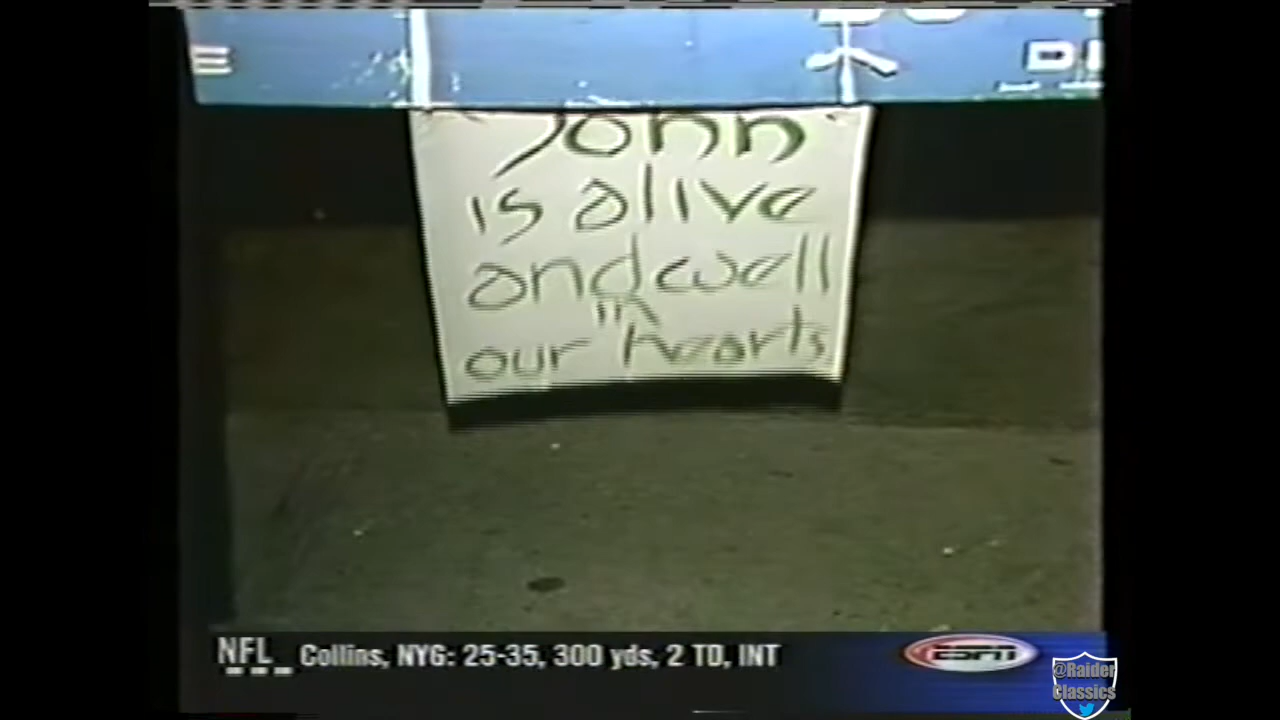 E
John
is alive
and well
in
our hearts
NFL Collins, NYG: 25-35, 300 yds, 2 TD, INT
ESPN
@Raider
Classics